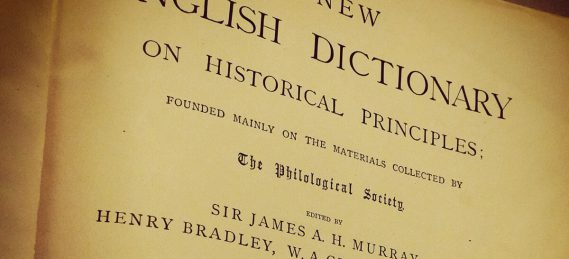 NEW
NGLISH DICTIONARY
ON HISTORICAL PRINCIPLES;
FOUNDED MAINLY ON THE MATERIALS COLLECTED BY
The Philological Society.
EDITED BY
SIR JAMES A. H. MURRAY
HENRY BRADLEY, W. A.